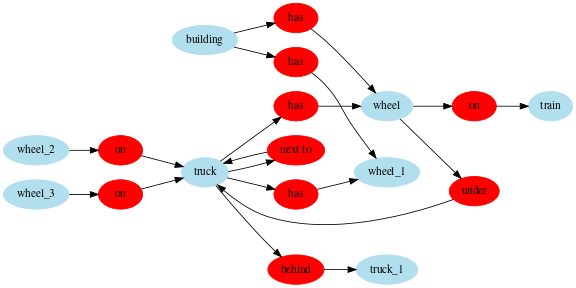 has
building
has
has
wheel
on
train
wheel_2
on
next to
truck
wheel_1
wheel_3
on
has
under
behind
truck_1